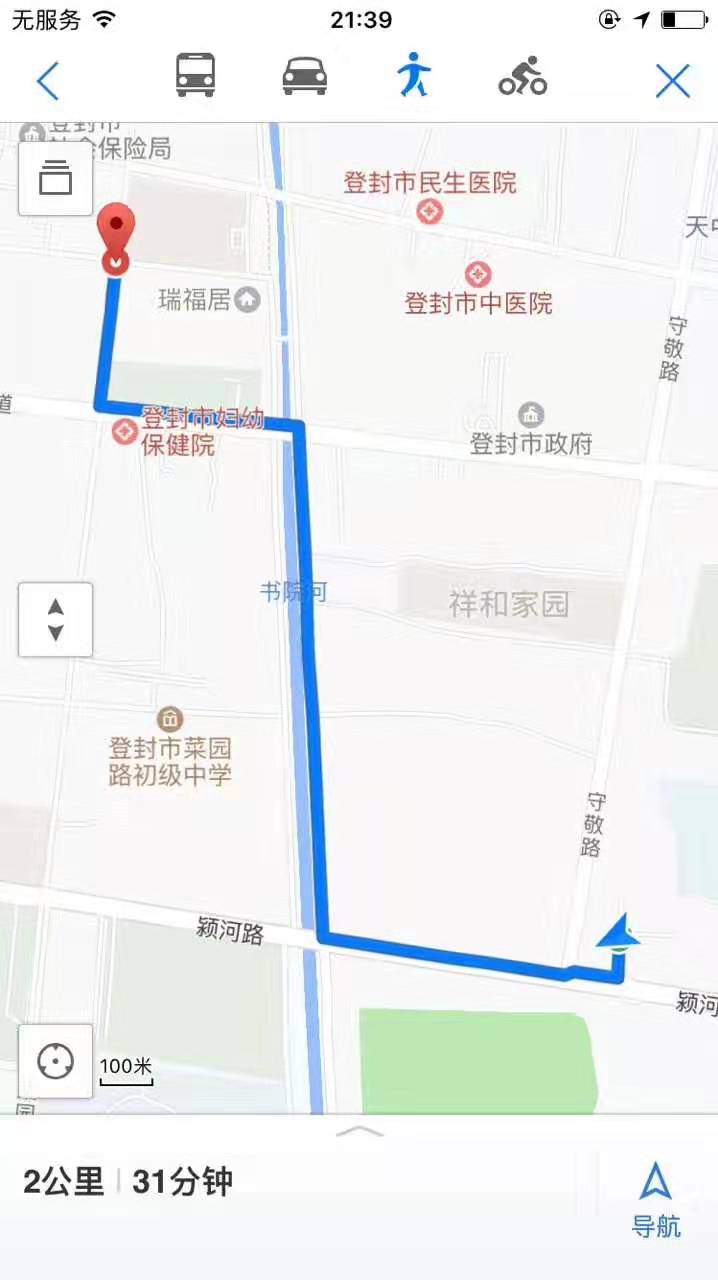 无服务
21:39
登封市
社会保险局
登封市民生医院
天中
登封市中医院
瑞福居
守敬路
道
登封市妇幼
保健院
登封市政府
书院河
祥和家园
登封市菜园
路初级中学
守敬路
颍河路
颍河
100米
园
2公里
31分钟
导航